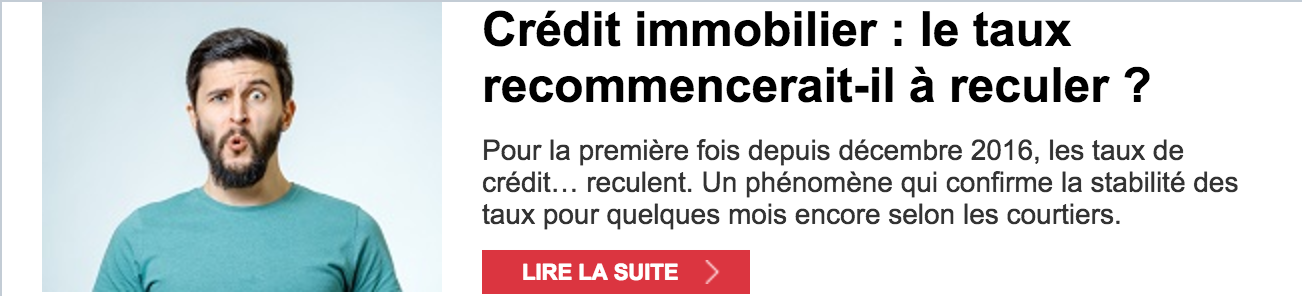 Crédit immobilier : le taux
recommencerait-il à reculer ?
Pour la première fois depuis décembre 2016, les taux de
crédit… reculent. Un phénomène qui confirme la stabilité des
taux pour quelques mois encore selon les courtiers.
LIRE LA SUITE